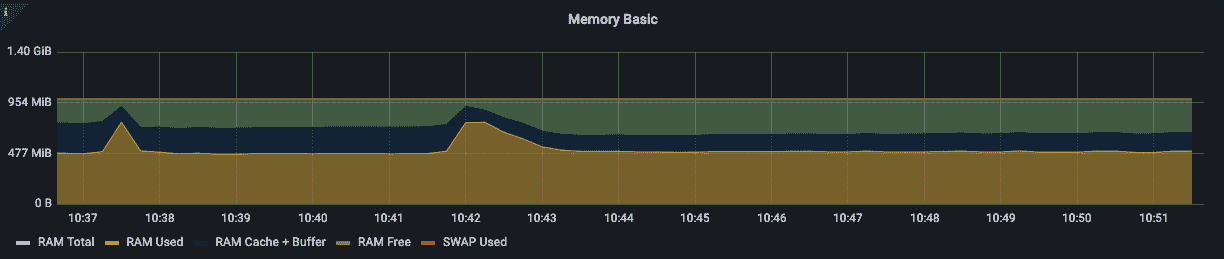 i
Memory Basic
1.40 GiB
954 MiB
477 MiB
0 B
10:37 10:38 10:39 10:40 10:41 10:42 10:43 10:44 10:45 10:46 10:47 10:48 10:49 10:50 10:51
RAM Total RAM Used RAM Cache + Buffer RAM Free SWAP Used